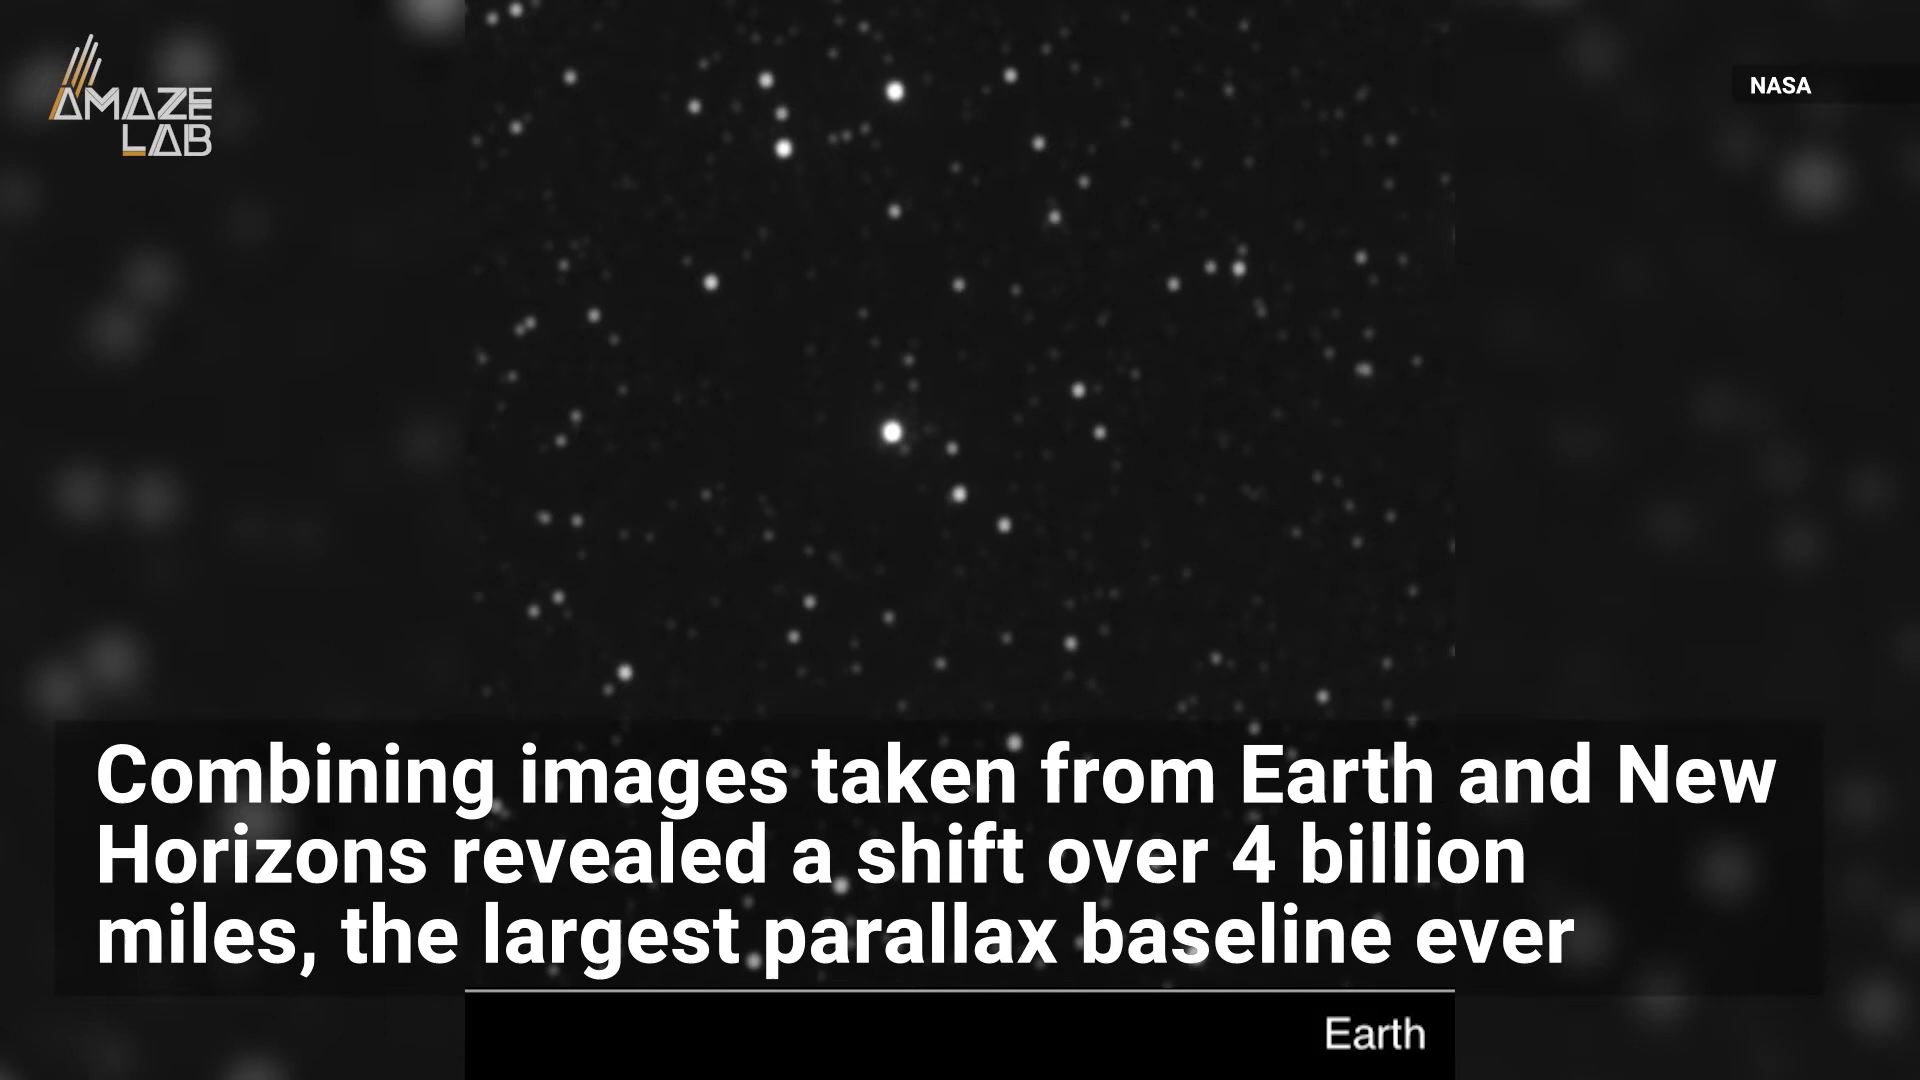 AMAZE
LAB
NASA
Combining images taken from Earth and New
Horizons revealed a shift over 4 billion
miles, the largest parallax baseline ever
Earth